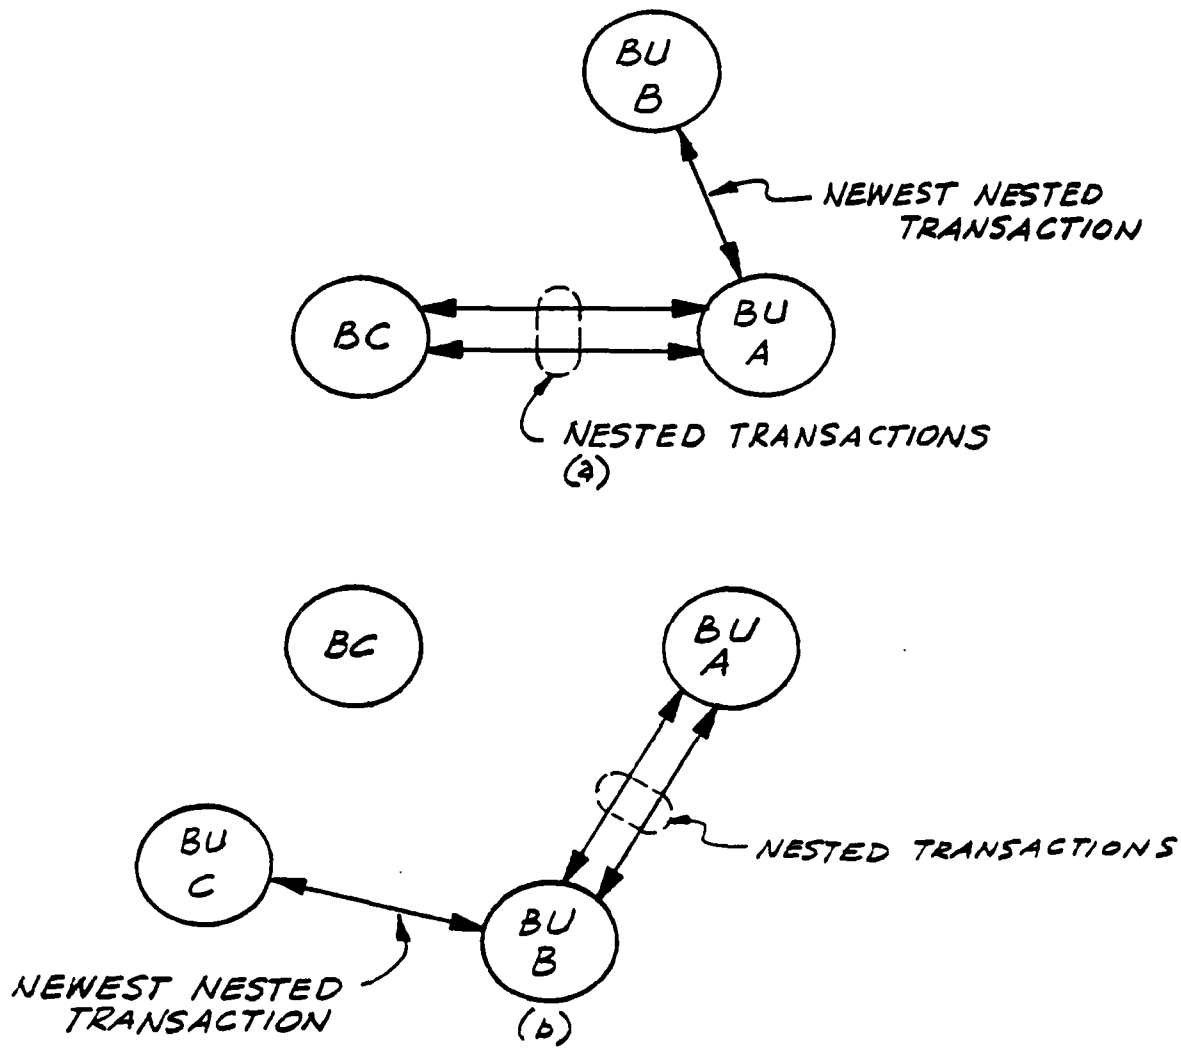 BU
B
NEWEST NESTED
TRANSACTION
BC
BU
A
NESTED TRANSACTIONS
(a)
BC
BU
A
BU
C
NESTED TRANSACTIONS
BU
B
NEWEST NESTED
TRANSACTION
(b)